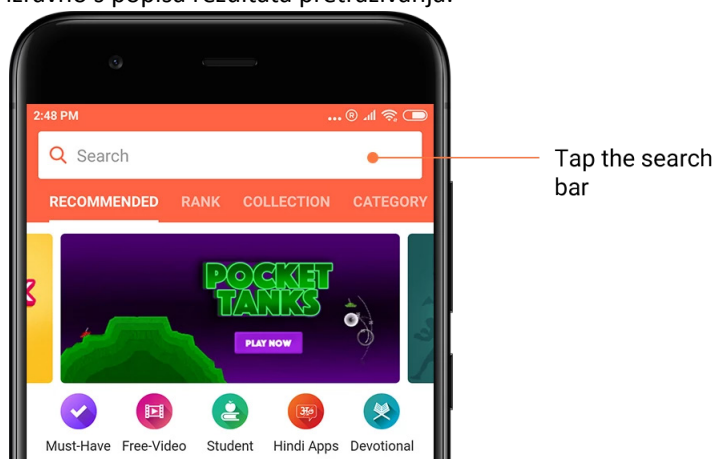 izravno s popisa rezultata pretraživanja.
2:48 PM
... ®
Search
Tap the search
bar
RECOMMENDED RANK COLLECTION CATEGORY
POCKET
TANKS
PLAY NOW
Must-Have Free-Video Student Hindi Apps Devotional